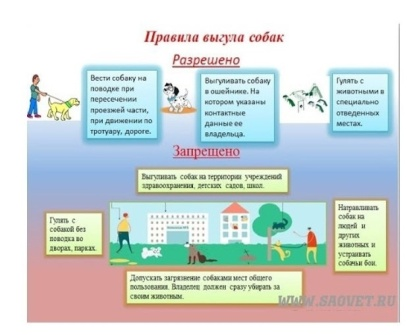 Правила выгула собак
Разрешено
Вести собаку на
поводке при
пересечении
проезжей части,
при движении по
тротуару, дороге.
Выгуливать собаку
в ошейнике. На
котором указаны
контактные
данные ее
владельца.
Гулять с
животными в
специально
отведенных
местах.
Запрещено
Выгуливать собак на территории учреждений
здравоохранения, детских садов, школ.
Гулять с
собакой без
поводка во
дворах, парках.
Натравливать
собак на
людей и
других
животных и
устраивать
собачьи бои.
Допускать загрязнение собаками мест общего
пользования. Владелец должен сразу убирать за
своим животным.
WWW.SAOVET.RU